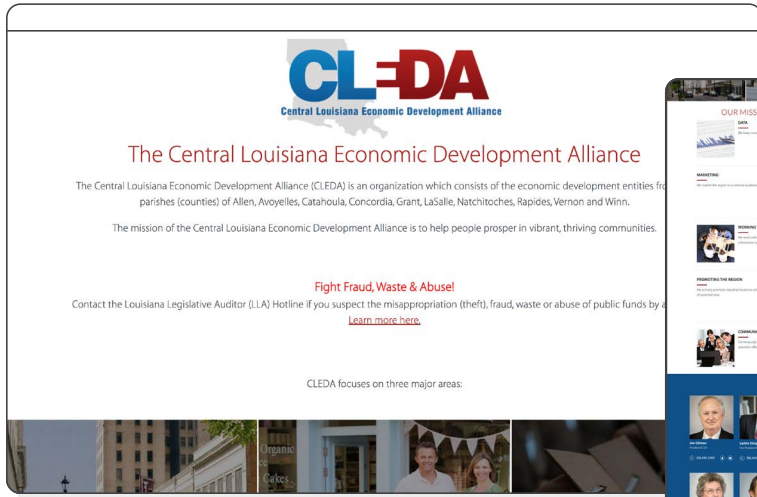 CLEDA
Central Louisiana Economic Development Alliance
The Central Louisiana Economic Development Alliance
The Central Louisiana Economic Development Alliance (CLEDA) is an organization which consists of the economic development entities
parishes (counties) of Allen, Avoyelles, Catahoula, Concordia, Grant, LaSalle, Natchitoches, Rapides, Vernon and Winn.
The mission of the Central Louisiana Economic Development Alliance is to help people prosper in vibrant, thriving communities.
Fight Fraud, Waste & Abuse!
Contact the Louisiana Legislative Auditor (LLA) Hotline if you suspect the misappropriation (theft), fraud, waste or abuse of public funds by a
Learn more here.
CLEDA focuses on three major areas:
Organic
Cakes
OUR MISS
DATA
MARKETING
WORKING
PROMOTING THE REGION
COMMUN